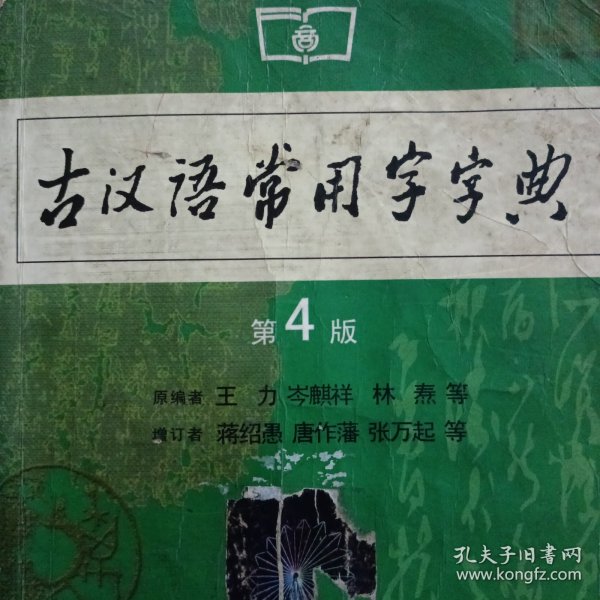 古汉语常用字字典
第4版
原编者 王力 岑麒祥 林焘 等
增订者 蒋绍愚 唐作藩 张万起 等
孔夫子旧书网
www.kongfz.com